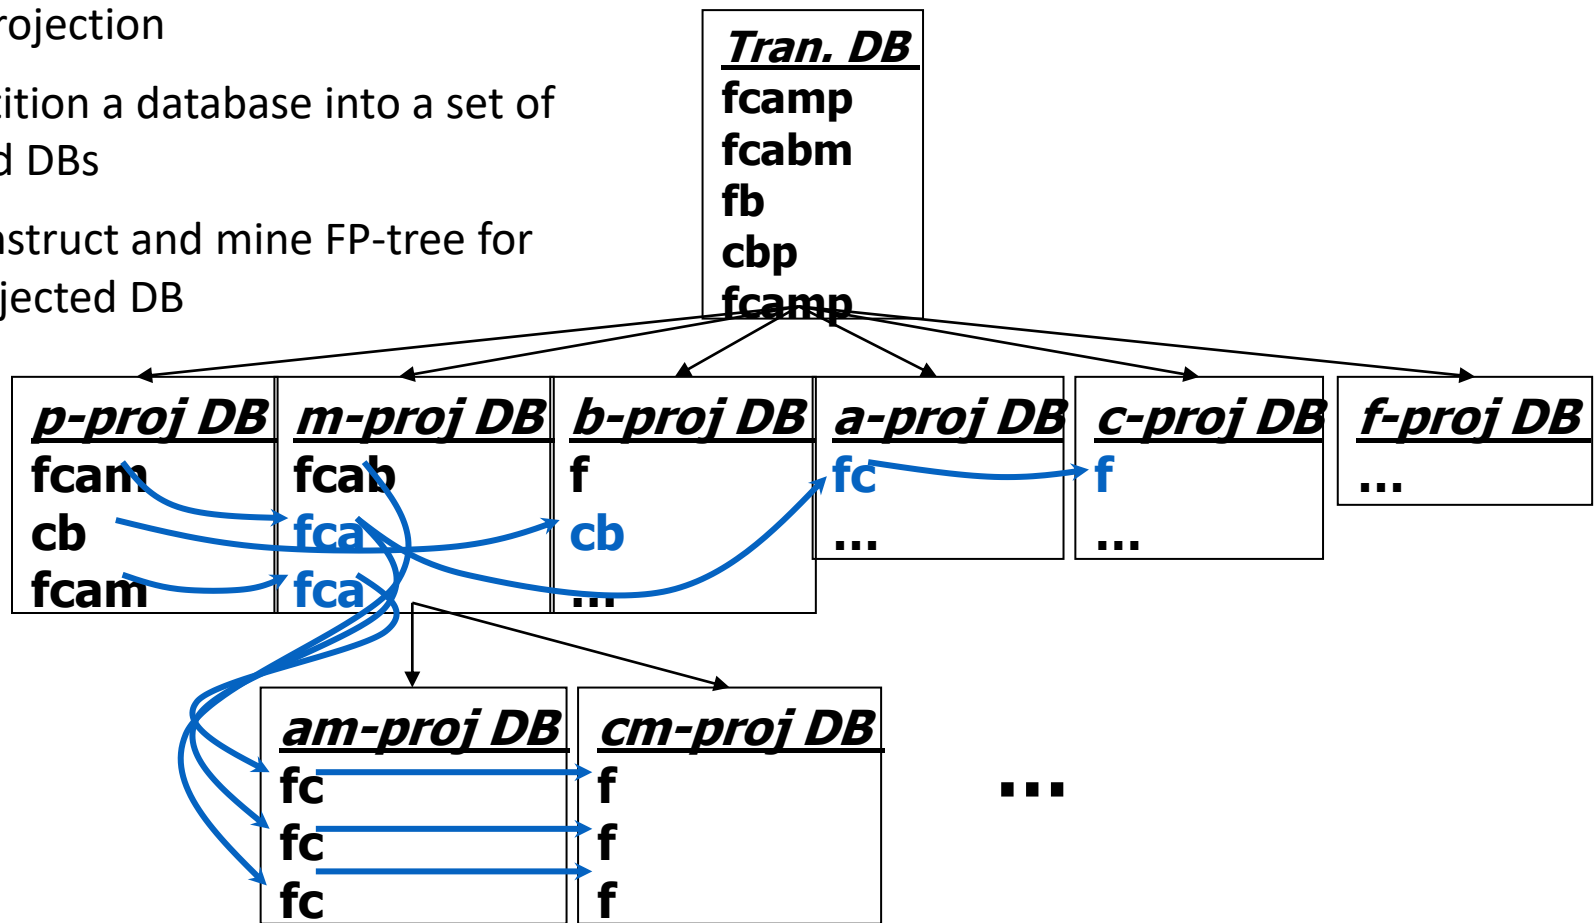 rojection
tition a database into a set of
d DBs
nstruct and mine FP-tree for
jected DB
Tran. DB
fcamp
fcabm
fb
cbp
fcamp
p-proj DB
fcam
cb
fcam
m-proj DB
fcab
fca
fca
b-proj DB
f
cb
...
a-proj DB
fc
...
c-proj DB
f
...
f-proj DB
...
am-proj DB
fc
fc
fc
cm-proj DB
f
f
f
...